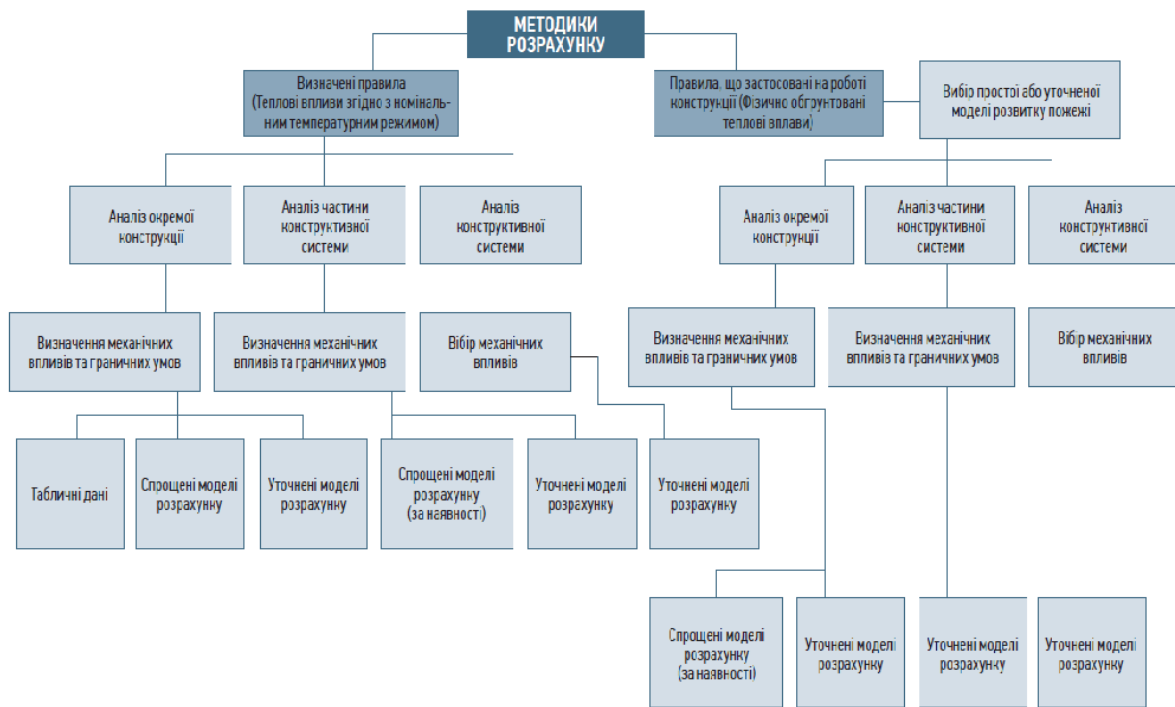 МЕТОДИКИ
РОЗРАХУНКУ
Визначені правила
(Теплові впливи згідно з номіналь-
ним температурним режимом)
Правила, що застосовані на роботі
конструкції (Фізично обгрунтовані
теплові вплави)
Вибір простої або уточненої
моделі розвитку пожежі
Аналіз окремої
конструкції
Аналіз частини
конструктивної
системи
Аналіз
конструктивної
системи
Аналіз окремої
конструкції
Аналіз частини
конструктивної
системи
Аналіз
конструктивної
системи
Визначення механічних
впливів та граничних умов
Визначення механічних
впливів та граничних умов
Вібір механічних
впливів
Визначення механічних
впливів та граничних умов
Визначення механічних
впливів та граничних умов
Вібір механічних
впливів
Табличні дані
Спрощені моделі
розрахунку
Уточнені моделі
розрахунку
Спрощені моделі
розрахунку
(за наявності)
Уточнені моделі
розрахунку
Уточнені моделі
розрахунку
Спрощені моделі
розрахунку
(за наявності)
Уточнені моделі
розрахунку
Уточнені моделі
розрахунку
Уточнені моделі
розрахунку